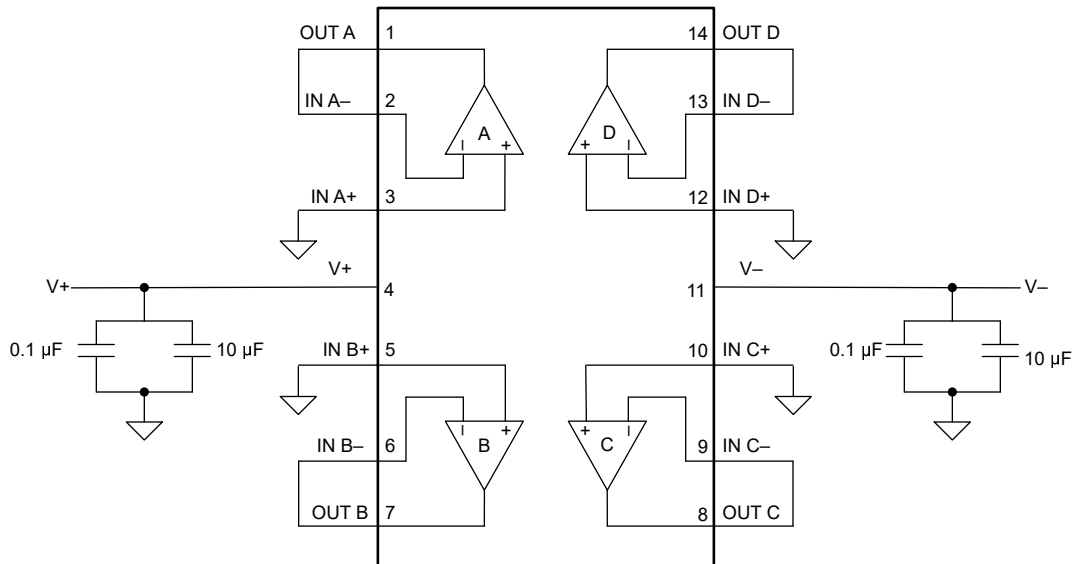 OUT A 1 14 OUT D
IN A– 2 13 IN D–
A D
– + + –
IN A+ 3 12 IN D+
V+ V+ 4 11 V– V–
0.1 µF 10 µF 0.1 µF 10 µF
IN B+ 5 10 IN C+
– + + –
IN B– 6 B C 9 IN C–
OUT B 7 8 OUT C